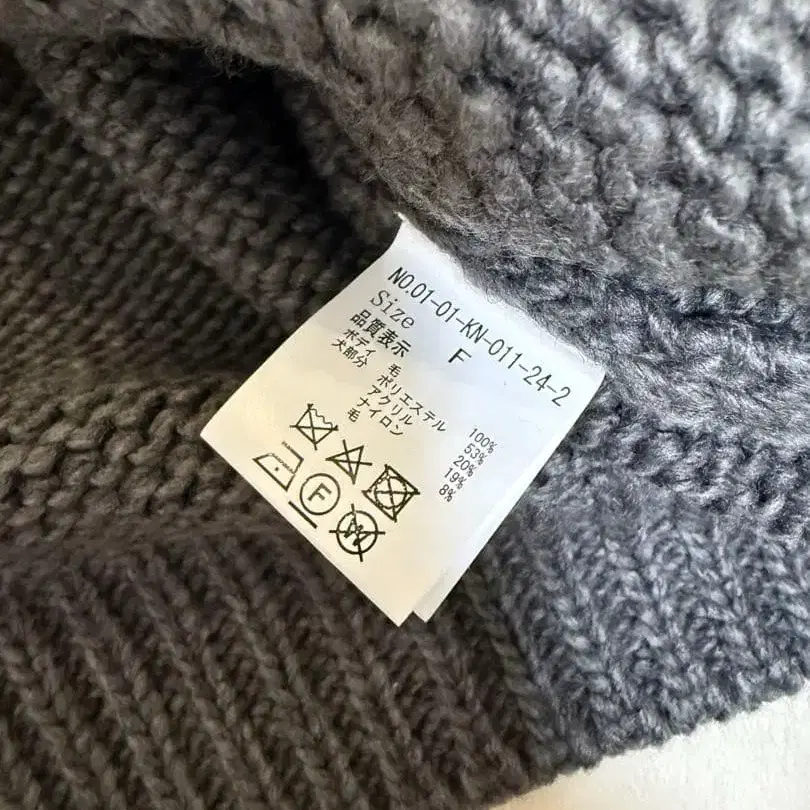 NO.01-01-KN-011-24-2
Size F
品質表示
ボディ 毛 100%
犬部分 ポリエステル 53%
アクリル 20%
ナイロン 19%
毛 8%
F
W